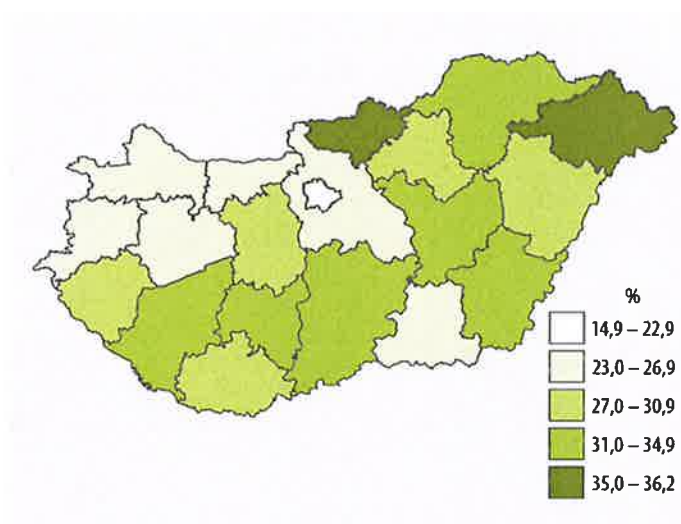 %
14,9 – 22,9
23,0 – 26,9
27,0 – 30,9
31,0 – 34,9
35,0 – 36,2